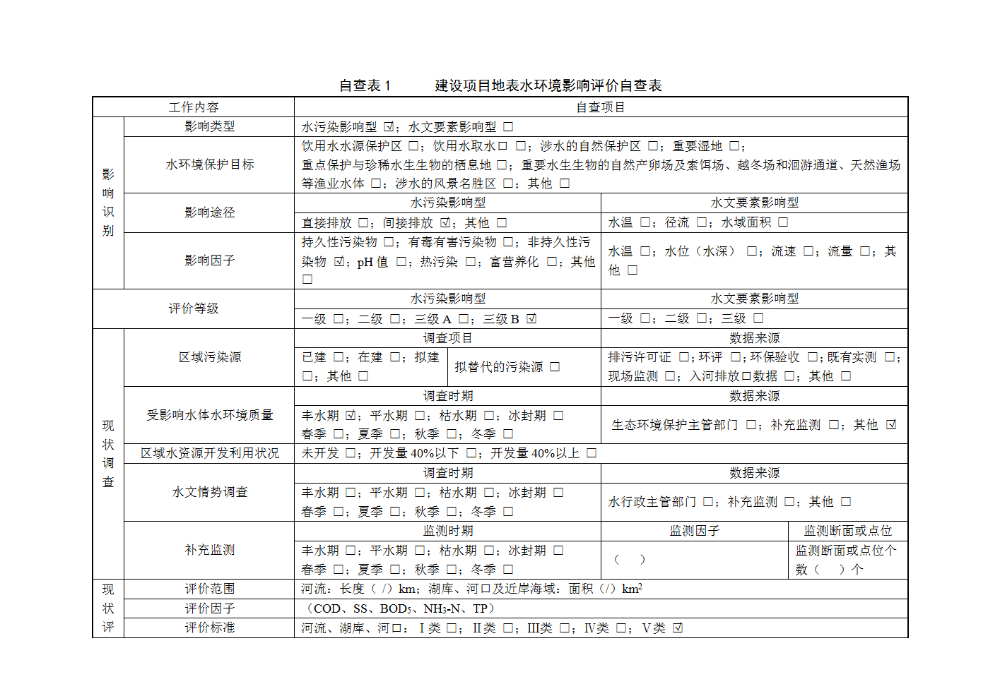 自查表 1 建设项目地表水环境影响评价自查表
工作内容 自查项目
影响识别
影响类型 水污染影响型 ☑；水文要素影响型 □
水环境保护目标
饮用水水源保护区 □；饮用水取水口 □；涉水的自然保护区 □；重要湿地 □；
重点保护与珍稀水生生物的栖息地 □；重要水生生物的自然产卵场及索饵场、越冬场和洄游通道、天然渔场
等渔业水体 □；涉水的风景名胜区 □；其他 □
影响途径
水污染影响型 水文要素影响型
直接排放 □；间接排放 ☑；其他 □ 水温 □；径流 □；水域面积 □
影响因子
持久性污染物 □；有毒有害污染物 □；非持久性污
染物 ☑；pH 值 □；热污染 □；富营养化 □；其他
□
水温 □；水位（水深） □；流速 □；流量 □；其
他 □
评价等级
水污染影响型 水文要素影响型
一级 □；二级 □；三级 A □；三级 B ☑ 一级 □；二级 □；三级 □
现状调查
区域污染源
调查项目 数据来源
已建 □；在建 □；拟建
□；其他 □
拟替代的污染源 □
排污许可证 □；环评 □；环保验收 □；既有实测 □；
现场监测 □；入河排放口数据 □；其他 □
受影响水体水环境质量
调查时期 数据来源
丰水期 ☑；平水期 □；枯水期 □；冰封期 □
春季 □；夏季 □；秋季 □；冬季 □
生态环境保护主管部门 □；补充监测 □；其他 ☑
区域水资源开发利用状况 未开发 □；开发量 40%以下 □；开发量 40%以上 □
水文情势调查
调查时期 数据来源
丰水期 □；平水期 □；枯水期 □；冰封期 □
春季 □；夏季 □；秋季 □；冬季 □
水行政主管部门 □；补充监测 □；其他 □
补充监测
监测时期 监测因子 监测断面或点位
丰水期 □；平水期 □；枯水期 □；冰封期 □
春季 □；夏季 □；秋季 □；冬季 □
（ ）
监测断面或点位个
数（ ）个
现状评
评价范围 河流：长度（ /）km；湖库、河口及近岸海域：面积（/）km²
评价因子 （COD、SS、BOD₅、NH₃-N、TP）
评价标准 河流、湖库、河口：Ⅰ类 □；Ⅱ类 □；Ⅲ类 □；Ⅳ类 □；Ⅴ类 ☑